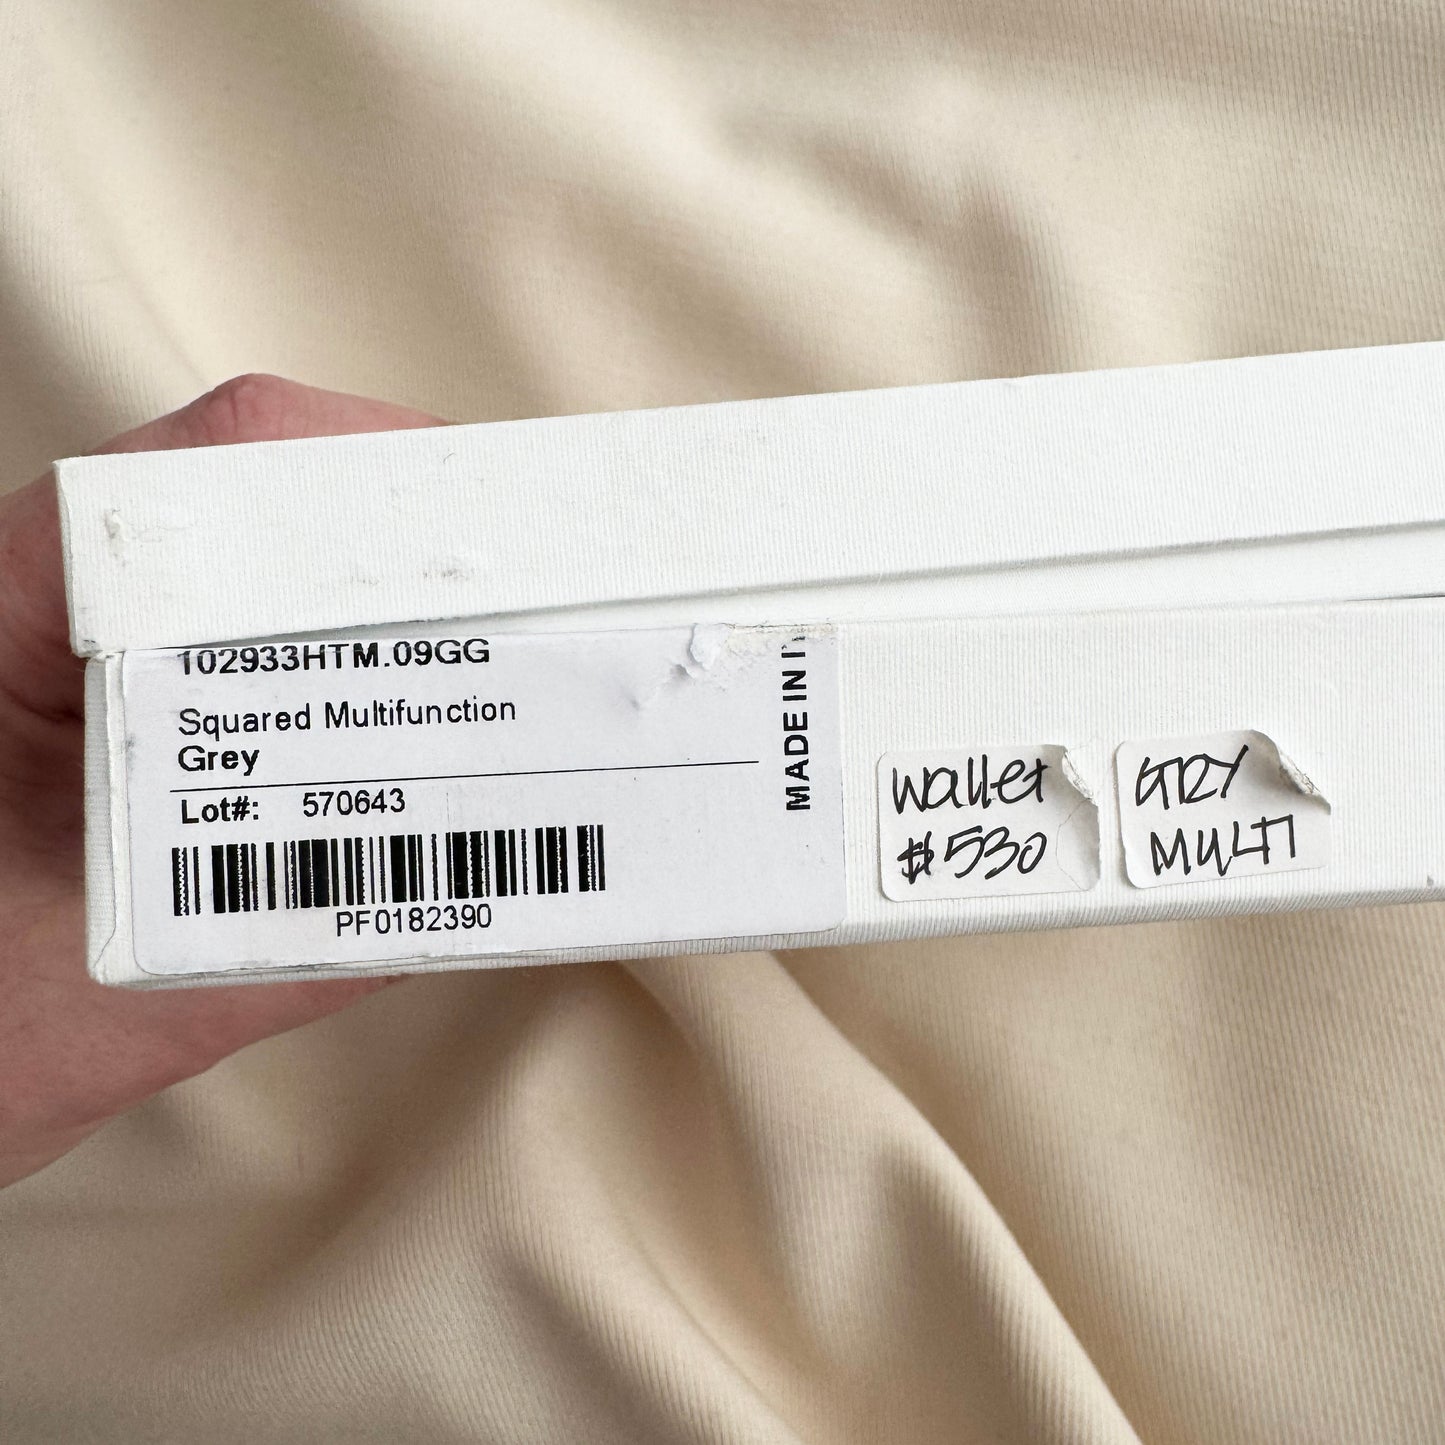 102933HTM.09GG
Squared Multifunction
Grey
Lot#: 570643
PF0182390
MADE IN
Wallet
$530
GRY
MULTI